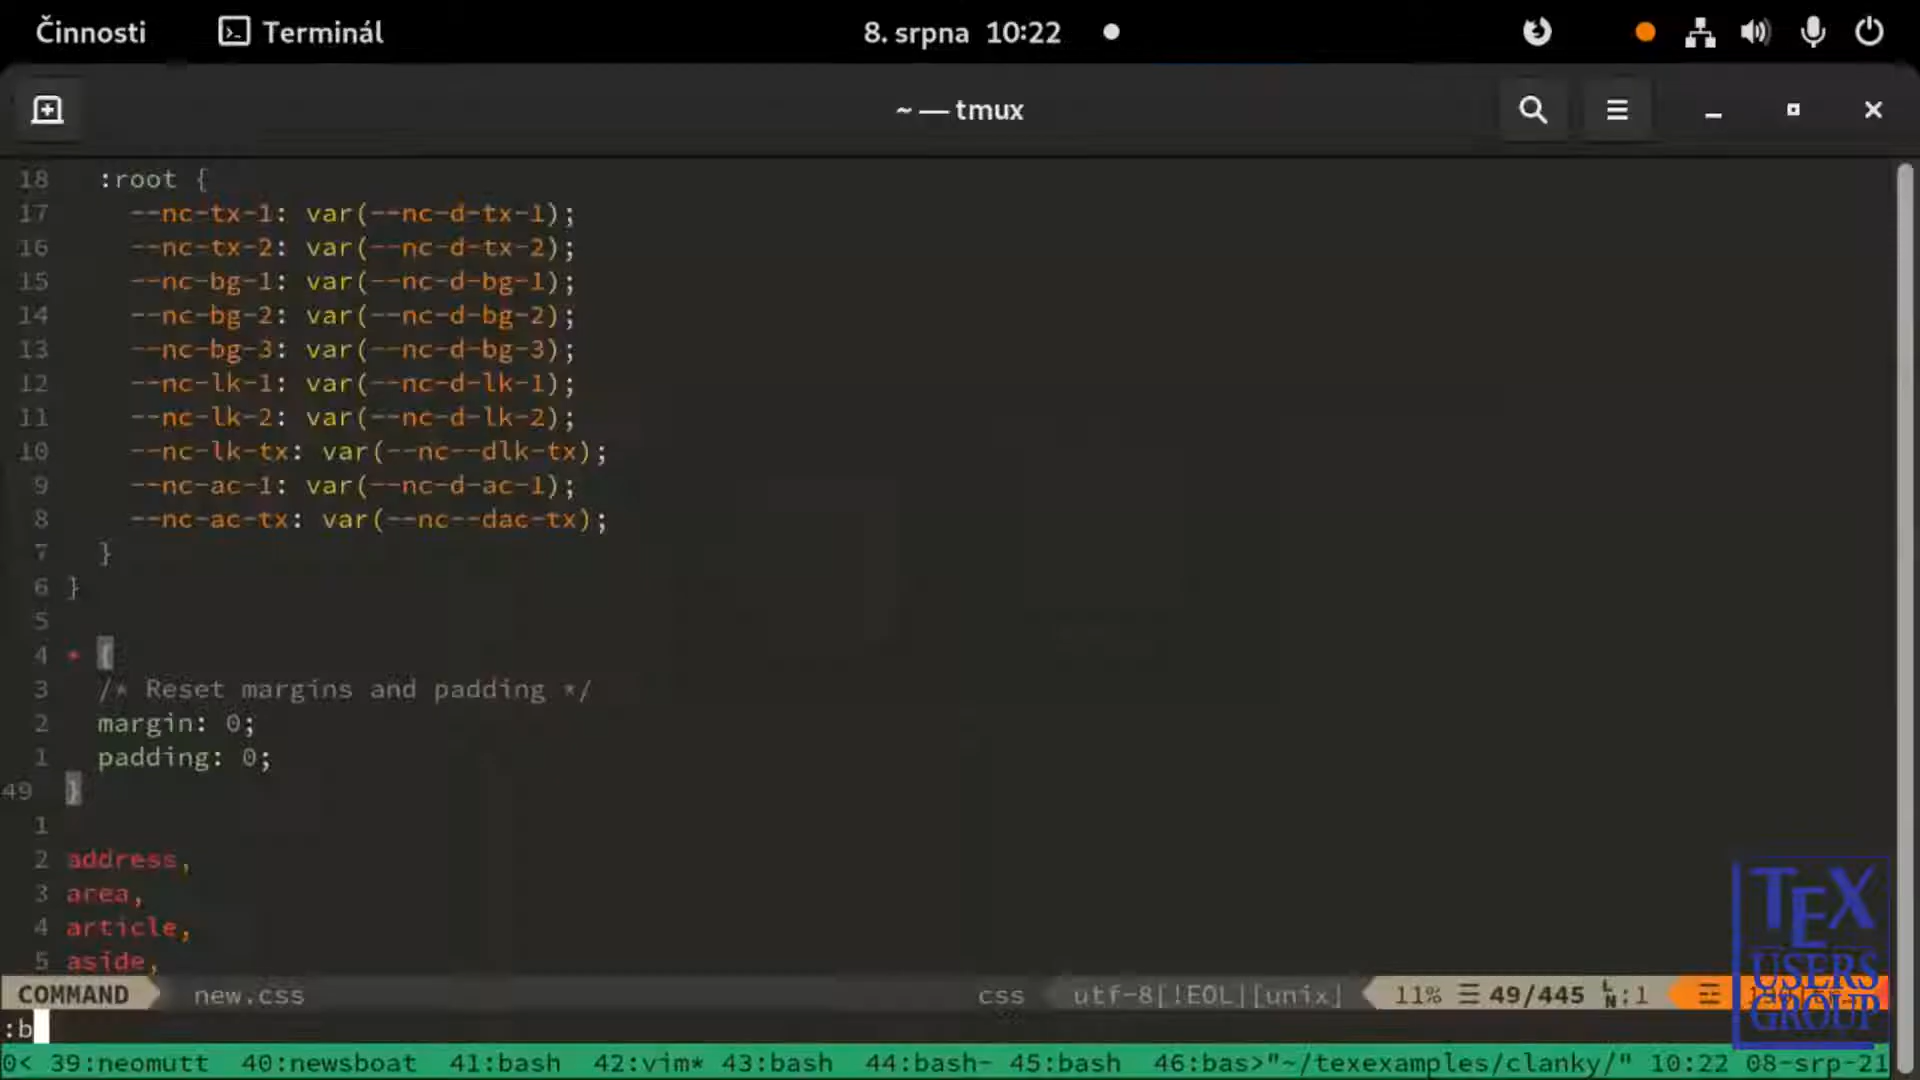 Činnosti Terminál 8. srpna 10:22
~ — tmux
18 :root {
17 --nc-tx-1: var(--nc-d-tx-1);
16 --nc-tx-2: var(--nc-d-tx-2);
15 --nc-bg-1: var(--nc-d-bg-1);
14 --nc-bg-2: var(--nc-d-bg-2);
13 --nc-bg-3: var(--nc-d-bg-3);
12 --nc-lk-1: var(--nc-d-lk-1);
11 --nc-lk-2: var(--nc-d-lk-2);
10 --nc-lk-tx: var(--nc--dlk-tx);
9 --nc-ac-1: var(--nc-d-ac-1);
8 --nc-ac-tx: var(--nc--dac-tx);
7 }
6 }
5
4 * {
3 /* Reset margins and padding */
2 margin: 0;
1 padding: 0;
49 }
1
2 address,
3 area,
4 article,
5 aside,
COMMAND new.css css utf-8[!EOL][unix] 11% ☰ 49/445 ㏑:1
:b
0< 39:neomutt 40:newsboat 41:bash 42:vim* 43:bash 44:bash- 45:bash 46:bas>"~/texexamples/clanky/" 10:22 08-srp-21
TEX
USERS
GROUP